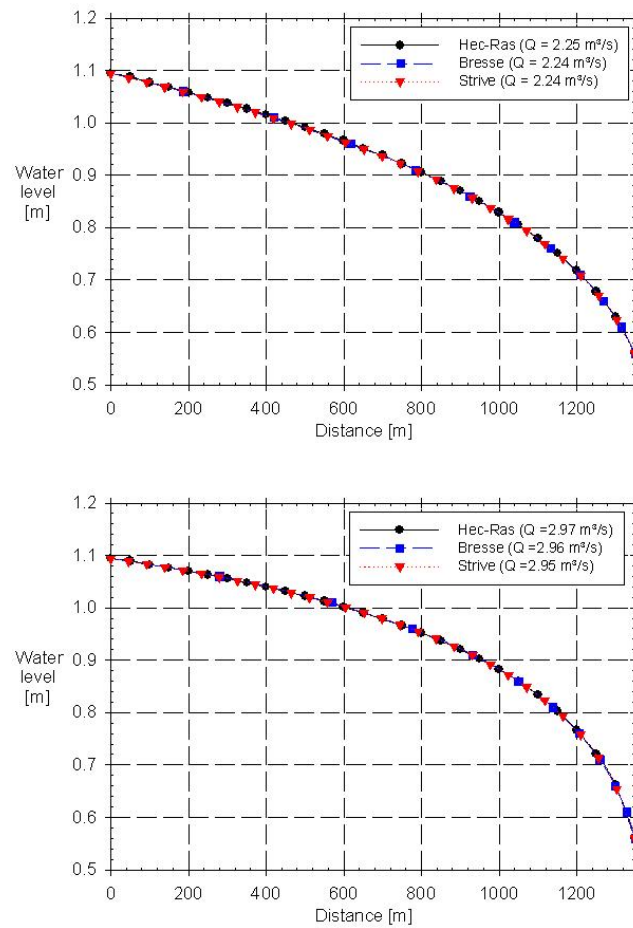 1.2
1.1
1.0
0.9
0.8
0.7
0.6
0.5
Water
level
[m]
Hec-Ras (Q = 2.25 m³/s)
Bresse (Q = 2.24 m³/s)
Strive (Q = 2.24 m³/s)
0 200 400 600 800 1000 1200
Distance [m]
1.2
1.1
1.0
0.9
0.8
0.7
0.6
0.5
Water
level
[m]
Hec-Ras (Q =2.97 m³/s)
Bresse (Q =2.96 m³/s)
Strive (Q =2.95 m³/s)
0 200 400 600 800 1000 1200
Distance [m]